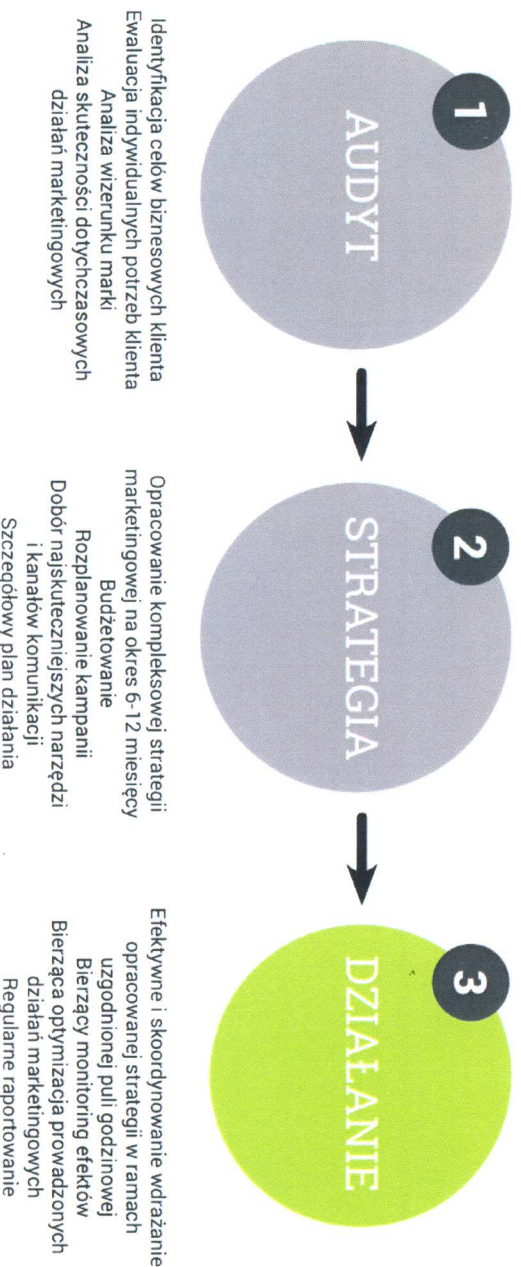 1
AUDYT
Identyfikacja celów biznesowych klienta
Ewaluacja indywidualnych potrzeb klienta
Analiza wizerunku marki
Analiza skuteczności dotychczasowych
działań marketingowych
2
STRATEGIA
Opracowanie kompleksowej strategii
marketingowej na okres 6-12 miesięcy
Budżetowanie
Rozplanowanie kampanii
Dobór najskuteczniejszych narzędzi
i kanałów komunikacji
Szczegółowy plan działania
3
DZIAŁANIE
Efektywne i skoordynowanie wdrażanie
opracowanej strategii w ramach
uzgodnionej puli godzinowej
Bierzący monitoring efektów
Bierząca optymizacja prowadzonych
działań marketingowych
Regularne raportowanie